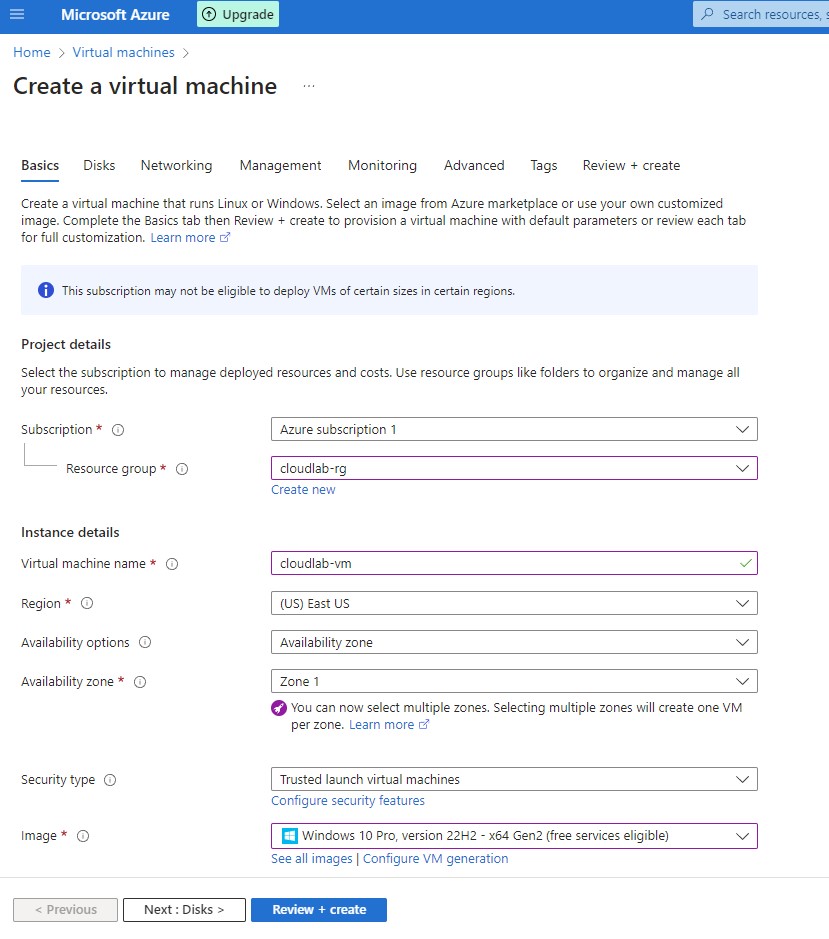 Microsoft Azure
Upgrade
Search resources, s
Home > Virtual machines >
Create a virtual machine ...
Basics Disks Networking Management Monitoring Advanced Tags Review + create
Create a virtual machine that runs Linux or Windows. Select an image from Azure marketplace or use your own customized
image. Complete the Basics tab then Review + create to provision a virtual machine with default parameters or review each tab
for full customization. Learn more
This subscription may not be eligible to deploy VMs of certain sizes in certain regions.
Project details
Select the subscription to manage deployed resources and costs. Use resource groups like folders to organize and manage all
your resources.
Subscription * Azure subscription 1
Resource group * cloudlab-rg
Create new
Instance details
Virtual machine name * cloudlab-vm
Region * (US) East US
Availability options Availability zone
Availability zone * Zone 1
You can now select multiple zones. Selecting multiple zones will create one VM
per zone. Learn more
Security type Trusted launch virtual machines
Configure security features
Image * Windows 10 Pro, version 22H2 - x64 Gen2 (free services eligible)
See all images | Configure VM generation
< Previous Next : Disks > Review + create